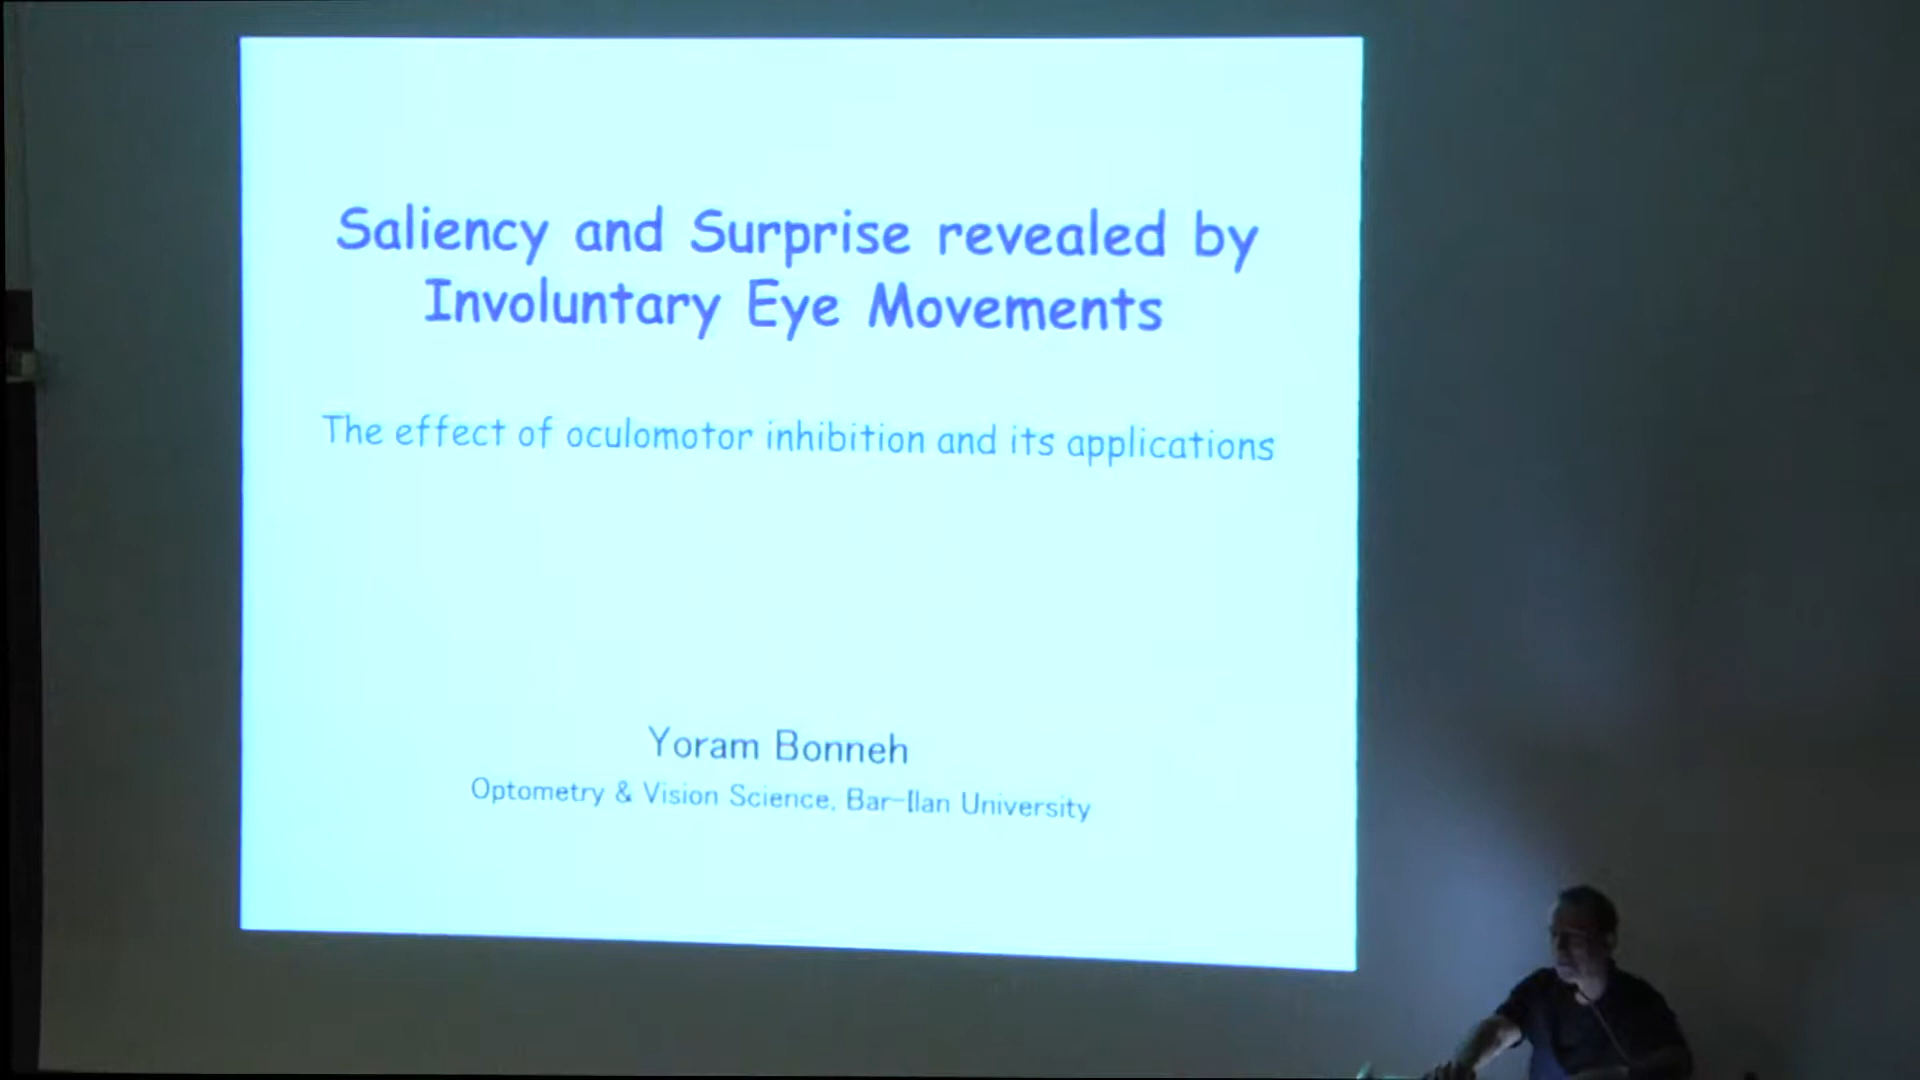 Saliency and Surprise revealed by
Involuntary Eye Movements
The effect of oculomotor inhibition and its applications
Yoram Bonneh
Optometry & Vision Science, Bar-Ilan University